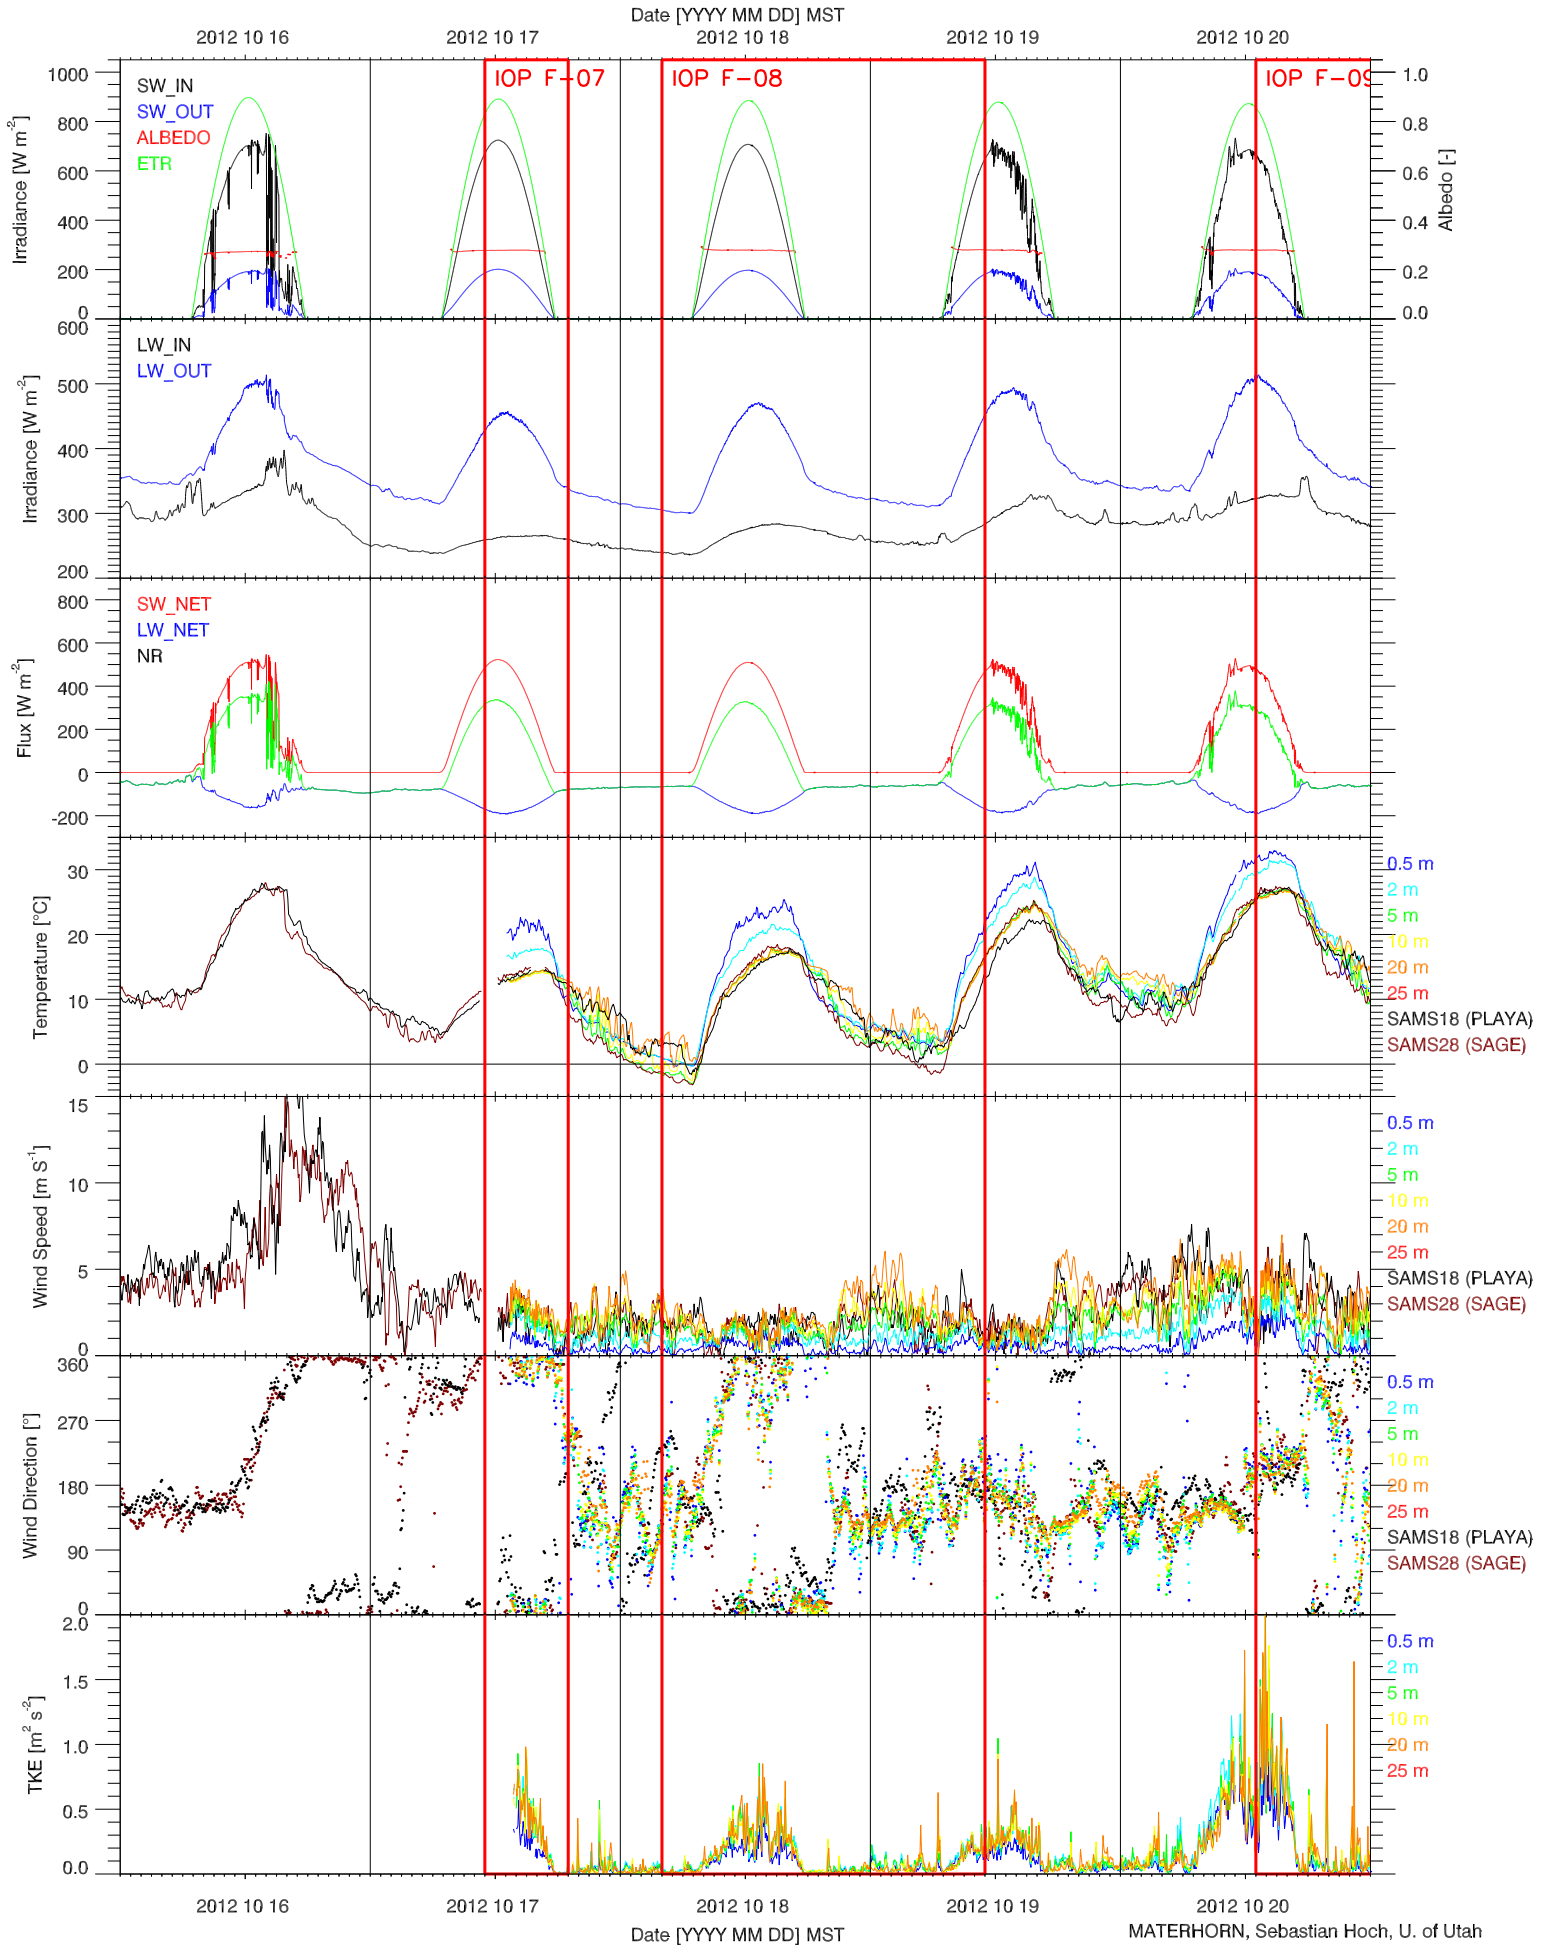 Date [YYYY MM DD] MST
2012 10 16 2012 10 17 2012 10 18 2012 10 19 2012 10 20
IOP F-07 IOP F-08 IOP F-09
1000
800
600
400
200
0
Irradiance [W m-2]
SW_IN
SW_OUT
ALBEDO
ETR
1.0
0.8
0.6
0.4
0.2
0.0
Albedo [-]
600
500
400
300
200
Irradiance [W m-2]
LW_IN
LW_OUT
800
600
400
200
0
-200
Flux [W m-2]
SW_NET
LW_NET
NR
30
20
10
0
Temperature [°C]
0.5 m
2 m
5 m
10 m
20 m
25 m
SAMS18 (PLAYA)
SAMS28 (SAGE)
15
10
5
0
Wind Speed [m s-1]
0.5 m
2 m
5 m
10 m
20 m
25 m
SAMS18 (PLAYA)
SAMS28 (SAGE)
360
270
180
90
0
Wind Direction [°]
0.5 m
2 m
5 m
10 m
20 m
25 m
SAMS18 (PLAYA)
SAMS28 (SAGE)
2.0
1.5
1.0
0.5
0.0
TKE [m2 s-2]
0.5 m
2 m
5 m
10 m
20 m
25 m
2012 10 16 2012 10 17 2012 10 18 2012 10 19 2012 10 20
Date [YYYY MM DD] MST
MATERHORN, Sebastian Hoch, U. of Utah